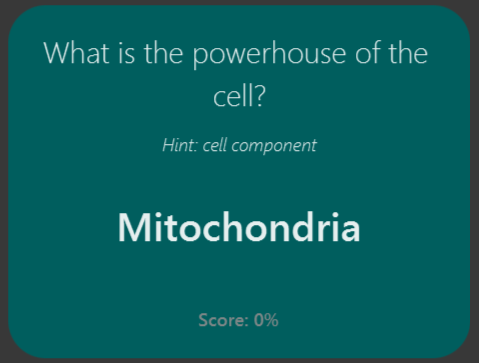 What is the powerhouse of the
cell?
Hint: cell component
Mitochondria
Score: 0%